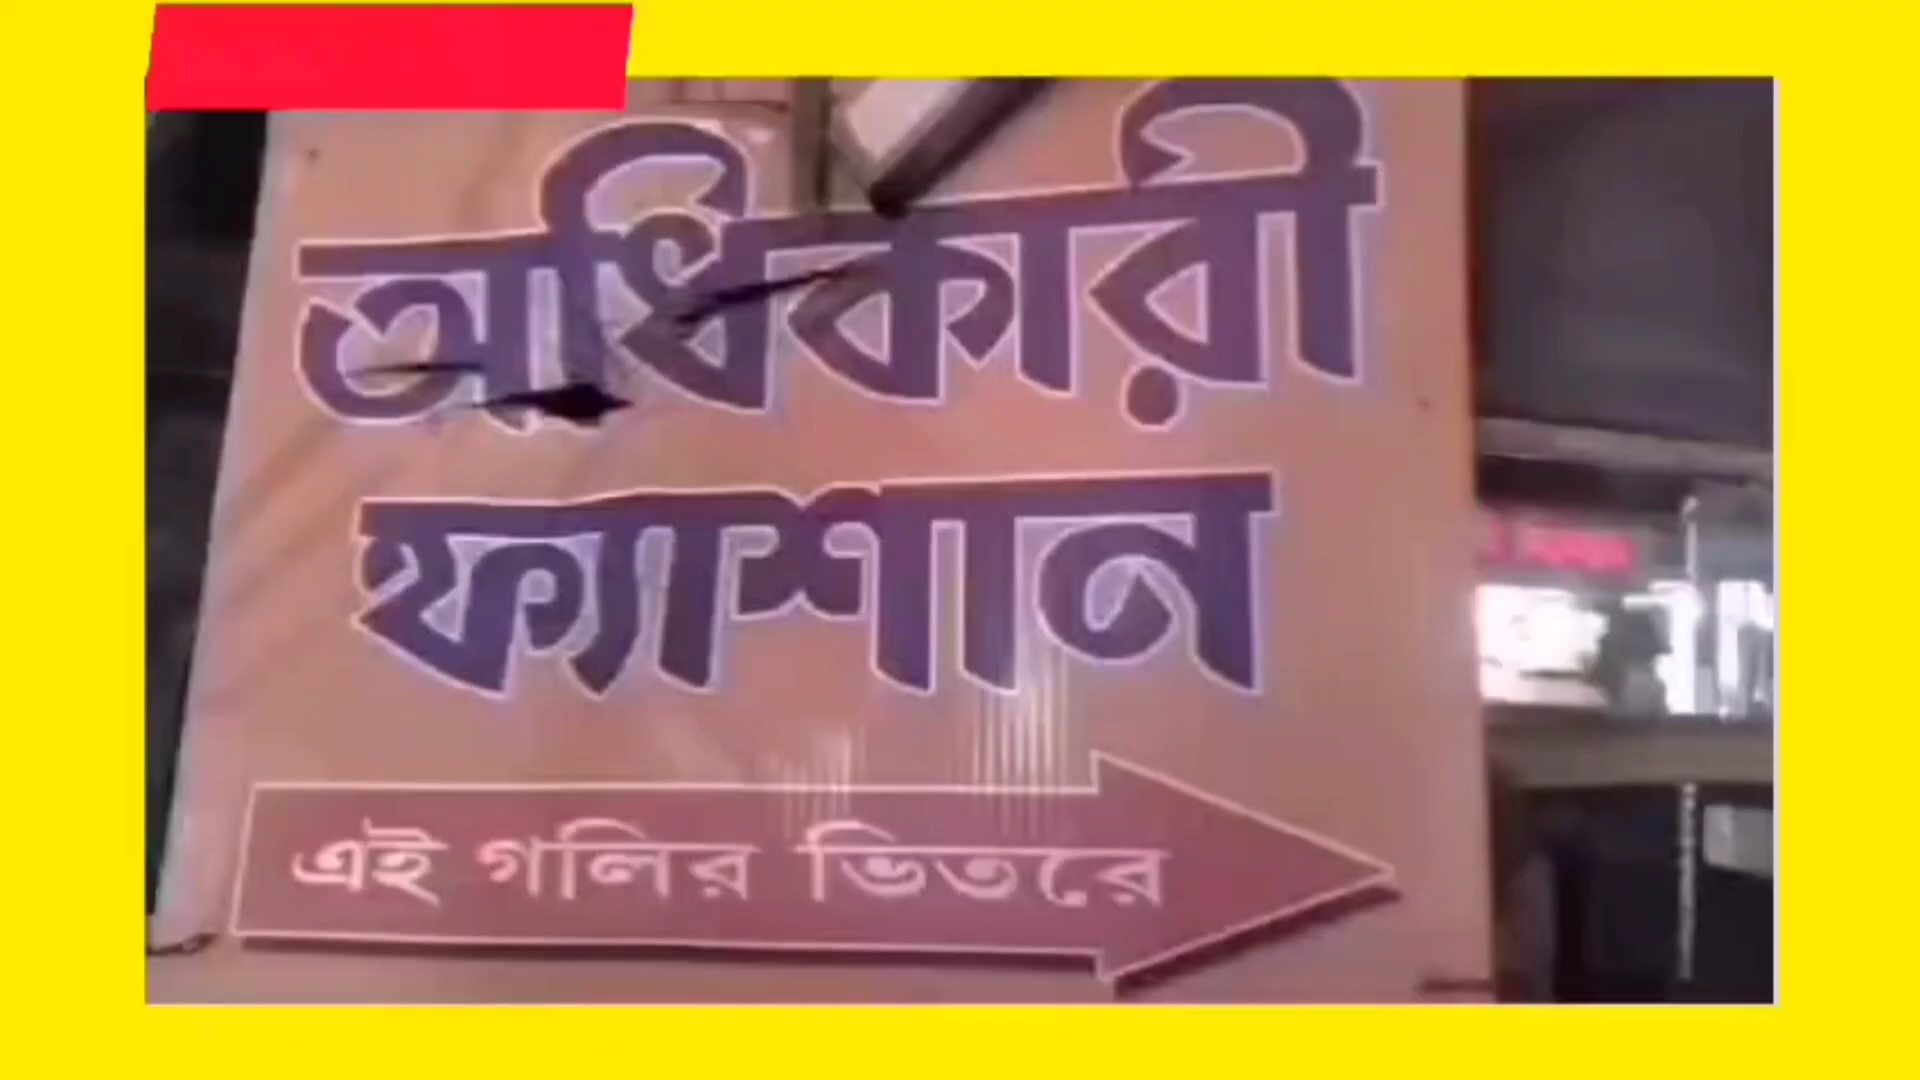 অধিকারী
ফ্যাশান
এই গলির ভিতরে